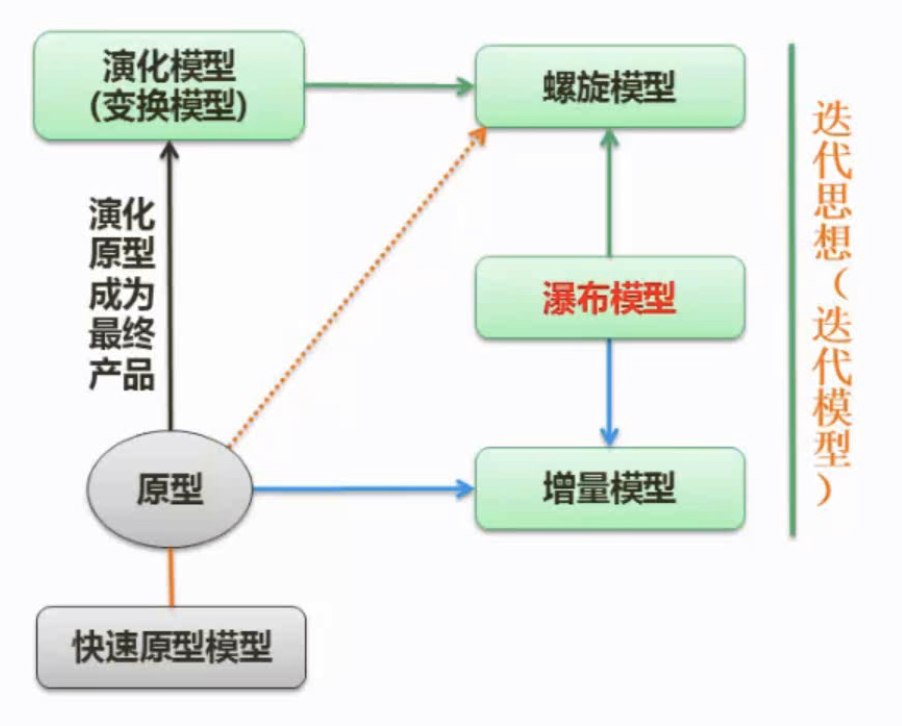 演化模型
(变换模型)
螺旋模型
演化
原型
成为
最终
产品
瀑布模型
原型
增量模型
快速原型模型
迭代思想（迭代模型）